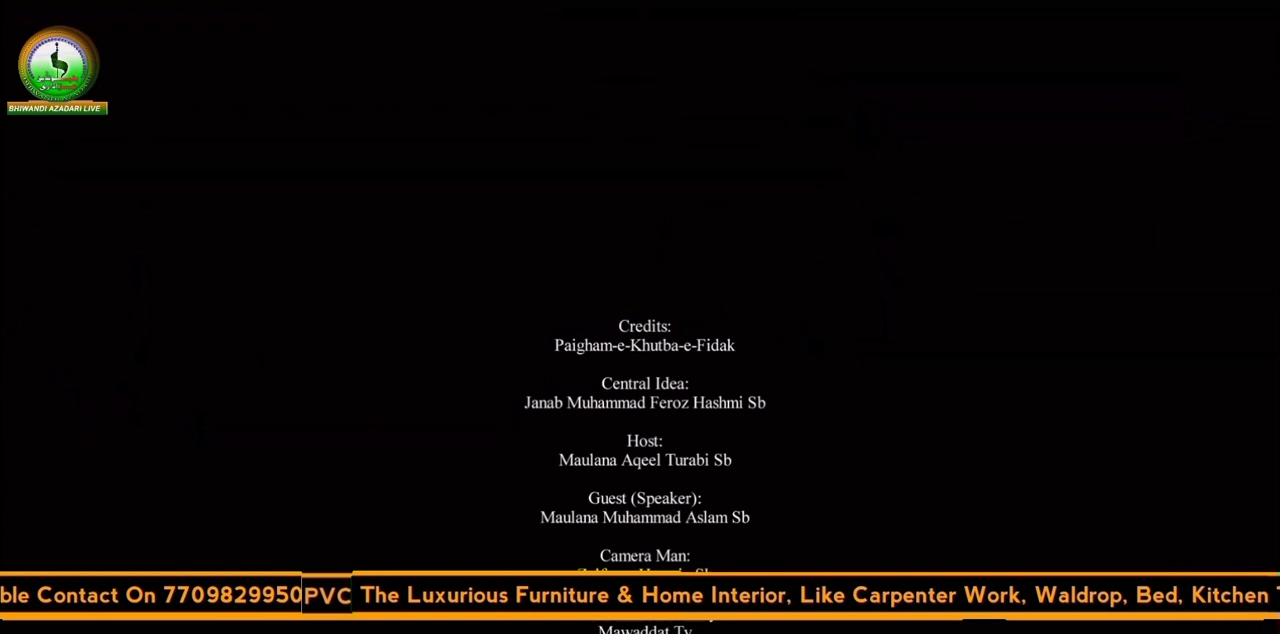 BHIWANDI AZADARI LIVE
Credits:
Paigham-e-Khutba-e-Fidak
Central Idea:
Janab Muhammad Feroz Hashmi Sb
Host:
Maulana Aqeel Turabi Sb
Guest (Speaker):
Maulana Muhammad Aslam Sb
Camera Man:
ble Contact On 7709829950 PVC The Luxurious Furniture & Home Interior, Like Carpenter Work, Waldrop, Bed, Kitchen
Mawaddat Tv